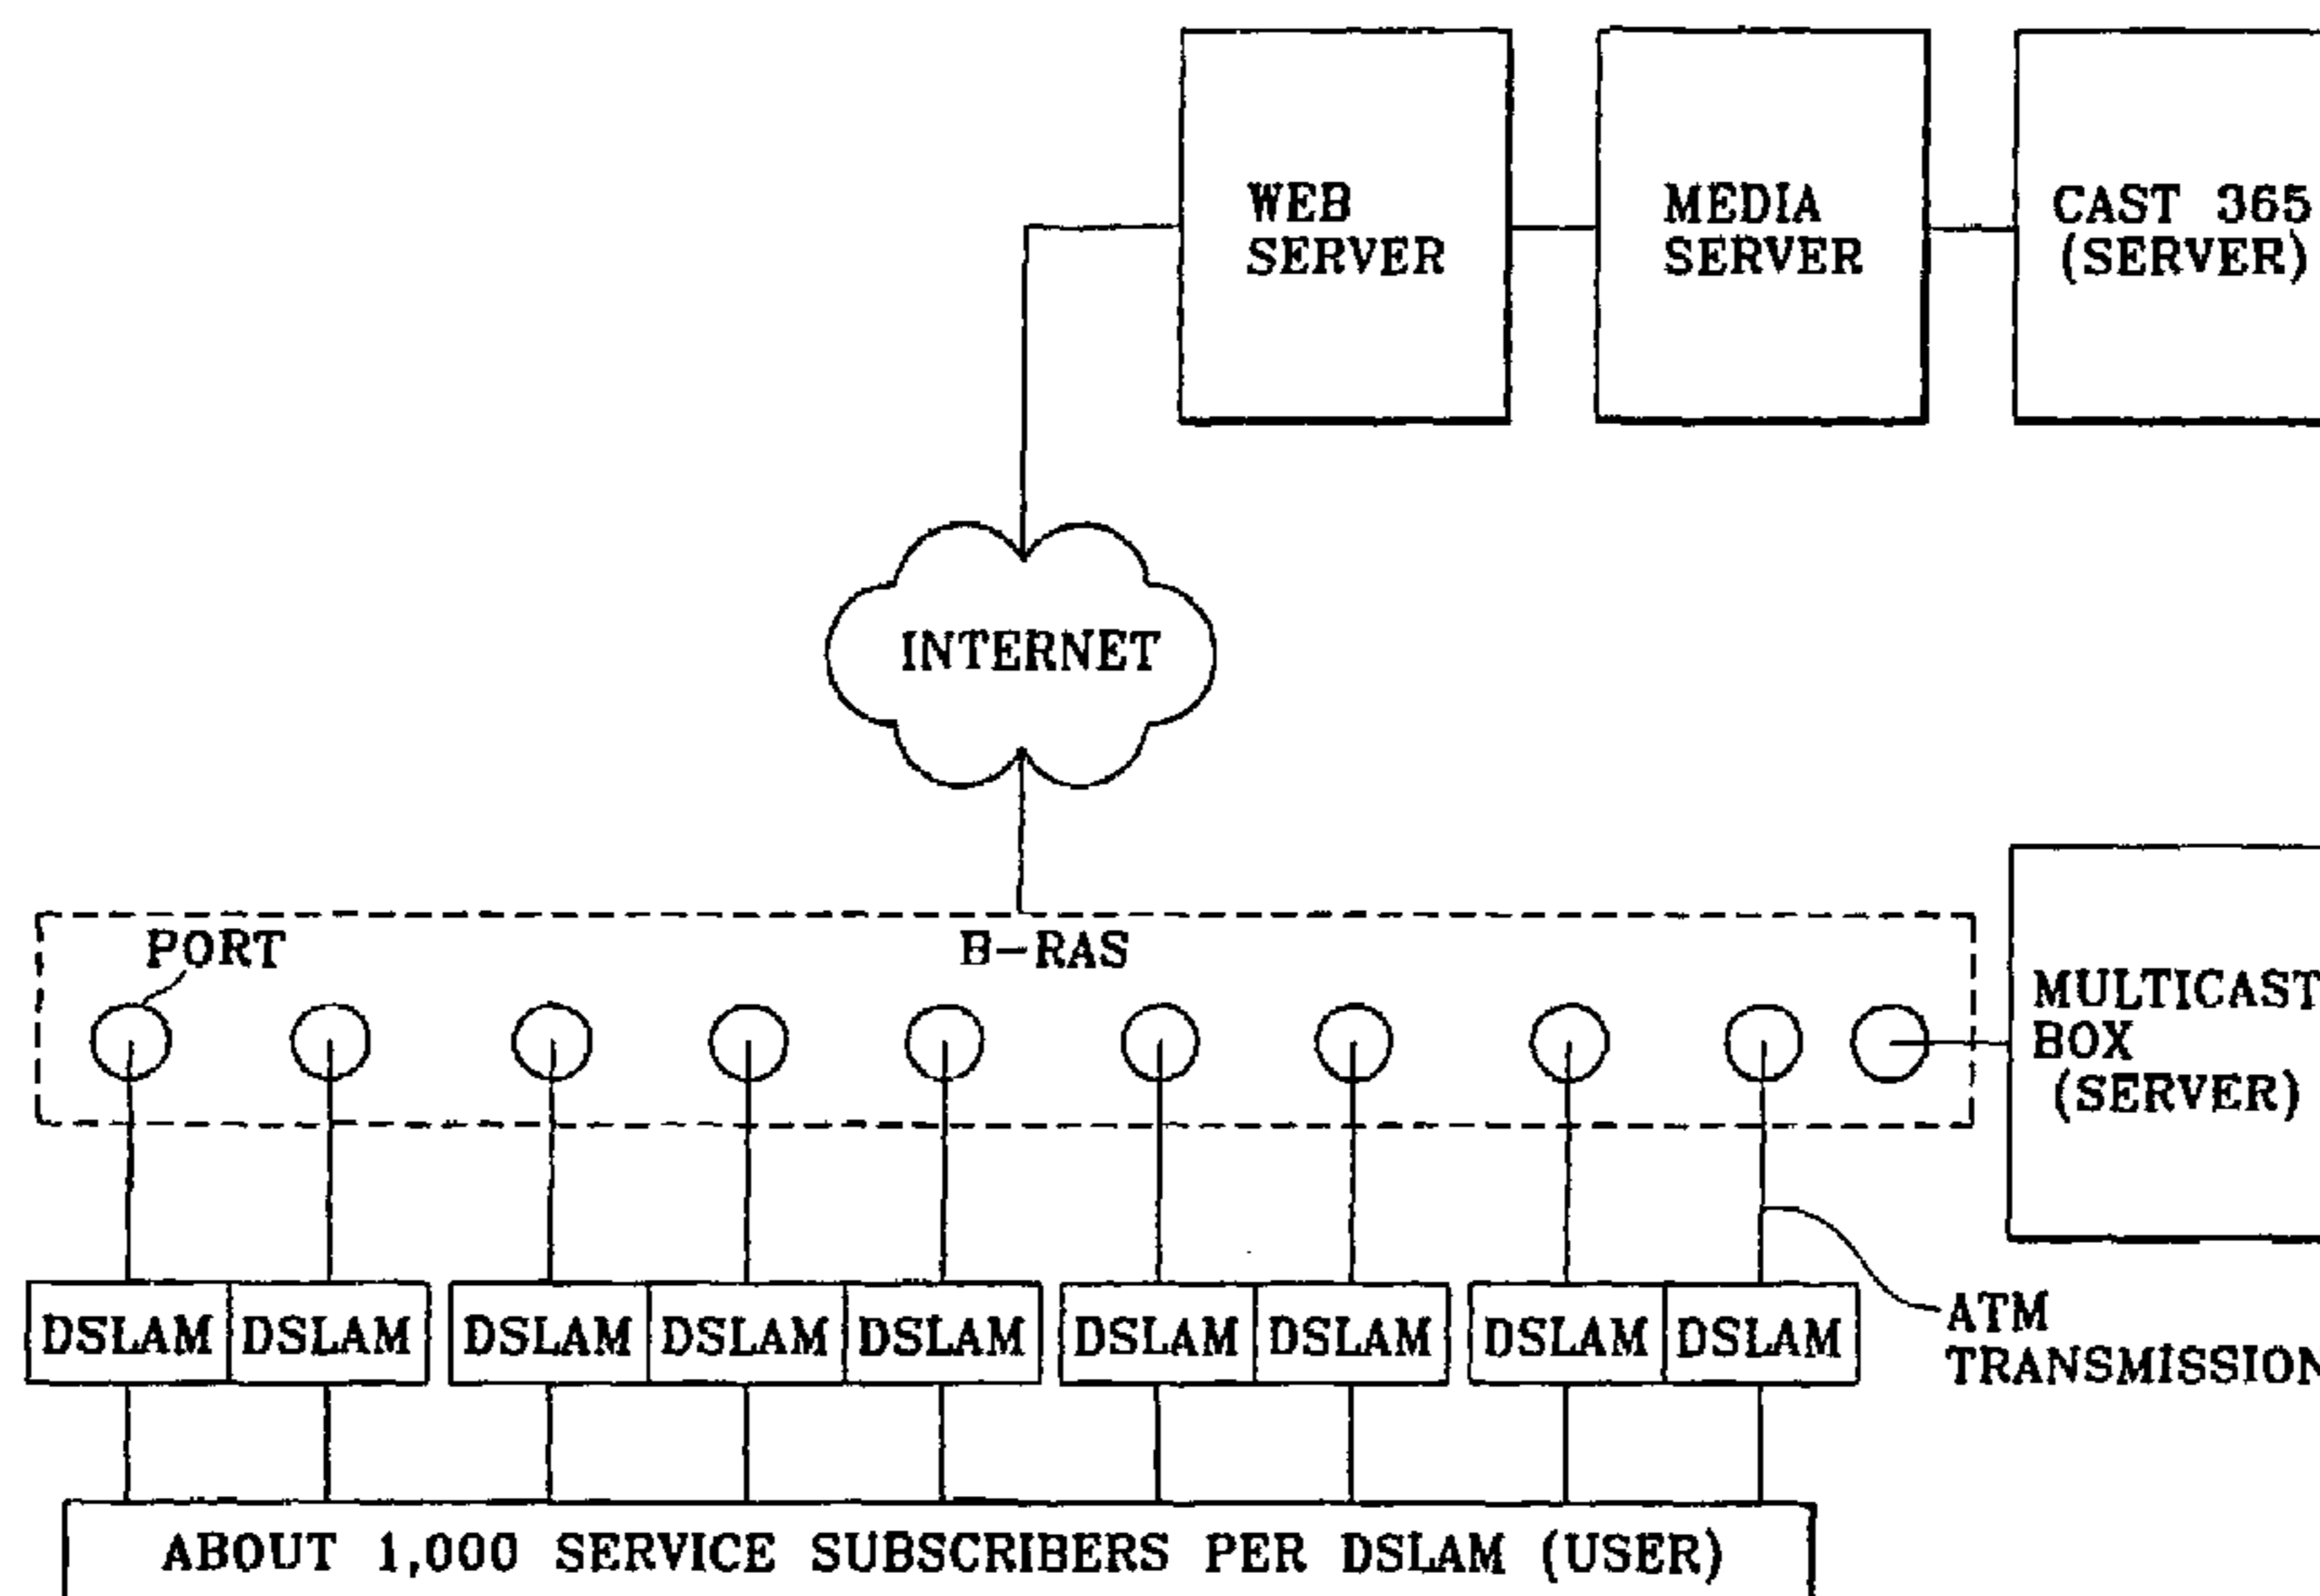 WEB
SERVER
MEDIA
SERVER
CAST 365
(SERVER)
INTERNET
PORT
B-RAS
MULTICAST
BOX
(SERVER)
DSLAM
DSLAM
DSLAM
DSLAM
DSLAM
DSLAM
DSLAM
DSLAM
DSLAM
ATM
TRANSMISSION
ABOUT 1,000 SERVICE SUBSCRIBERS PER DSLAM (USER)